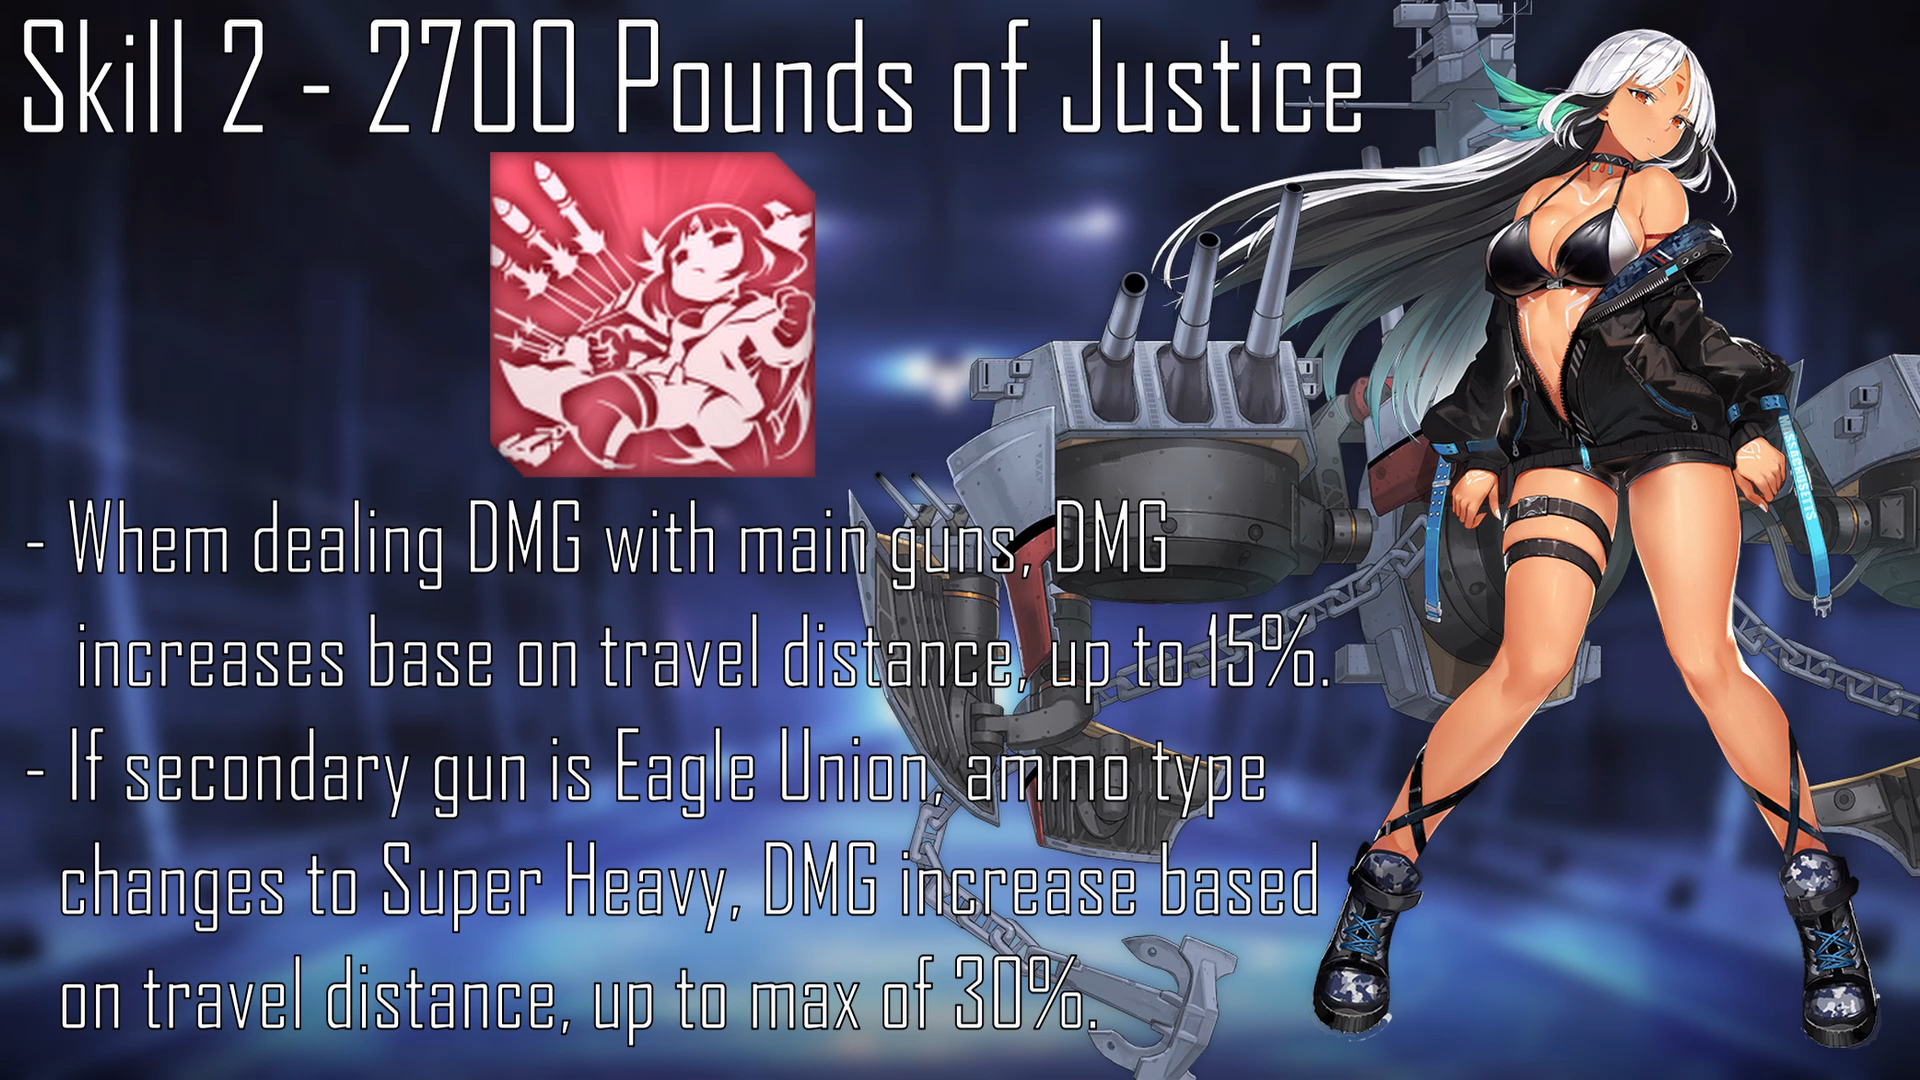 Skill 2 - 2700 Pounds of Justice
- Whem dealing DMG with main guns, DMG
increases base on travel distance, up to 15%.
- If secondary gun is Eagle Union, ammo type
changes to Super Heavy, DMG increase based
on travel distance, up to max of 30%.
MASSACHUSETTS